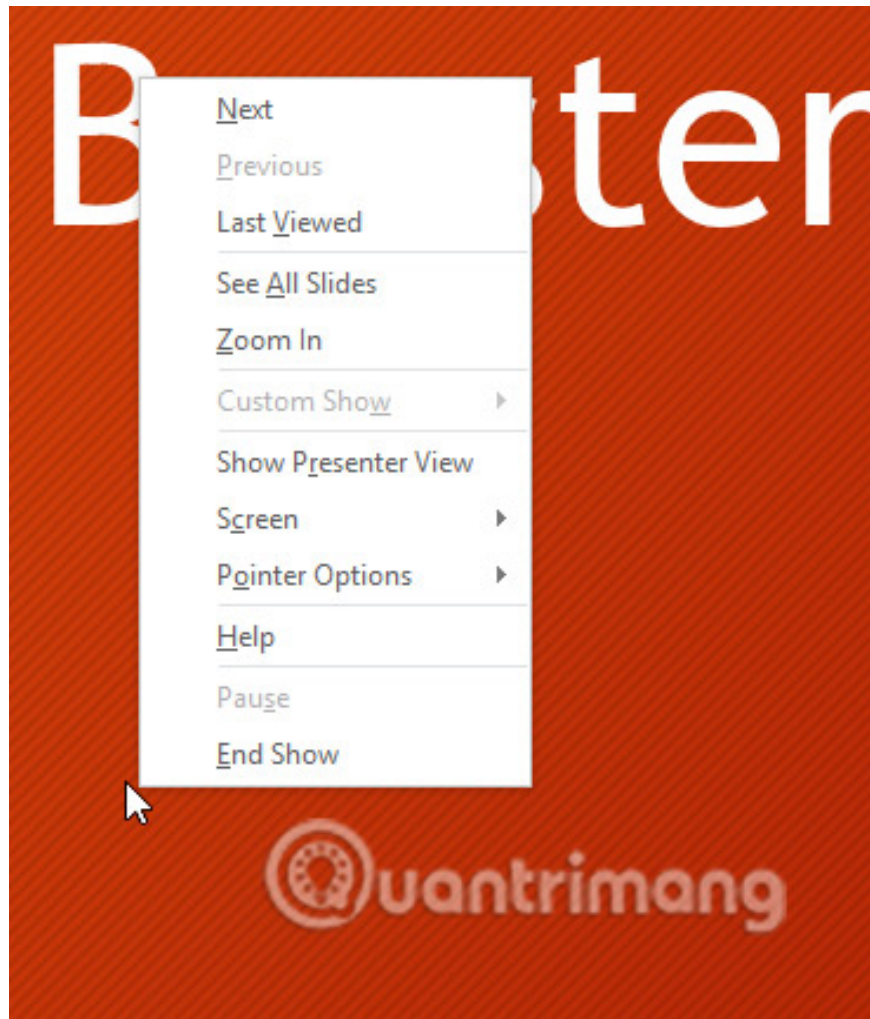 B
ster
Next
Previous
Last Viewed
See All Slides
Zoom In
Custom Show
Show Presenter View
Screen
Pointer Options
Help
Pause
End Show
Quantrimang